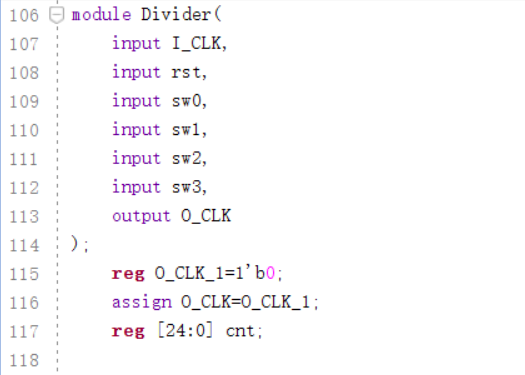 106 module Divider(
107 input I_CLK,
108 input rst,
109 input sw0,
110 input sw1,
111 input sw2,
112 input sw3,
113 output O_CLK
114 );
115 reg O_CLK_1=1'b0;
116 assign O_CLK=O_CLK_1;
117 reg [24:0] cnt;
118